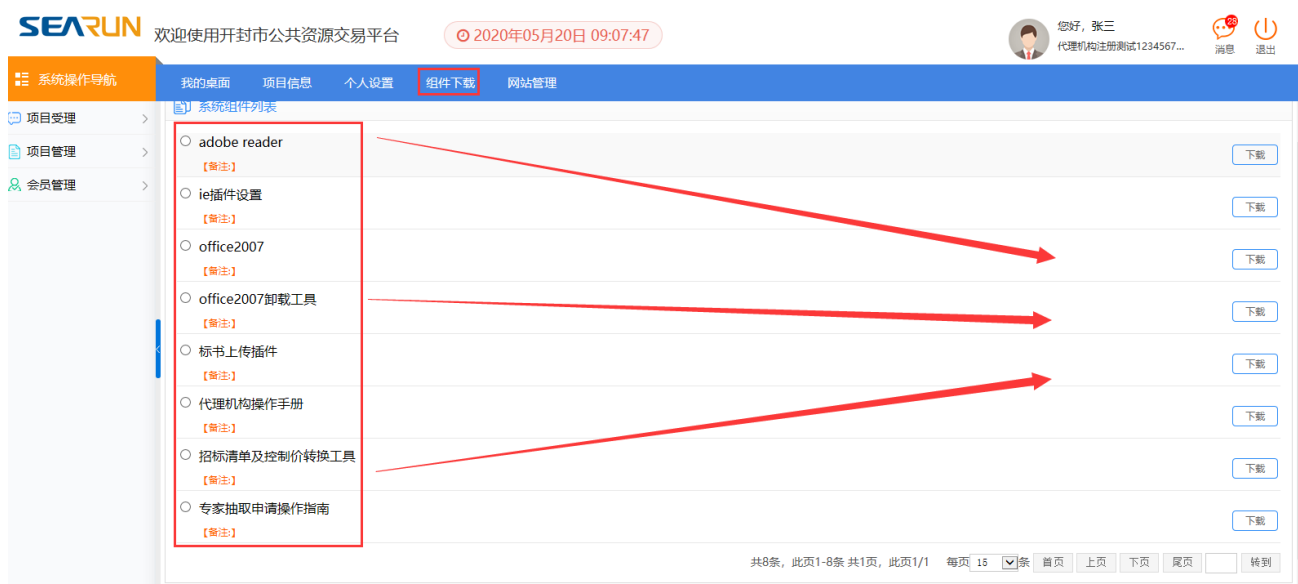 SEARUN 欢迎使用开封市公共资源交易平台 2020年05月20日 09:07:47 您好，张三 28
代理机构注册测试1234567... 消息 退出
系统操作导航 我的桌面 项目信息 个人设置 组件下载 网站管理
项目受理
项目管理
会员管理
系统组件列表
adobe reader
【备注:】 下载
ie插件设置
【备注:】 下载
office2007
【备注:】 下载
office2007卸载工具
【备注:】 下载
标书上传插件
【备注:】 下载
代理机构操作手册
【备注:】 下载
招标清单及控制价转换工具
【备注:】 下载
专家抽取申请操作指南
【备注:】 下载
共8条，此页1-8条 共1页，此页1/1 每页 15 条 首页 上页 下页 尾页 转到